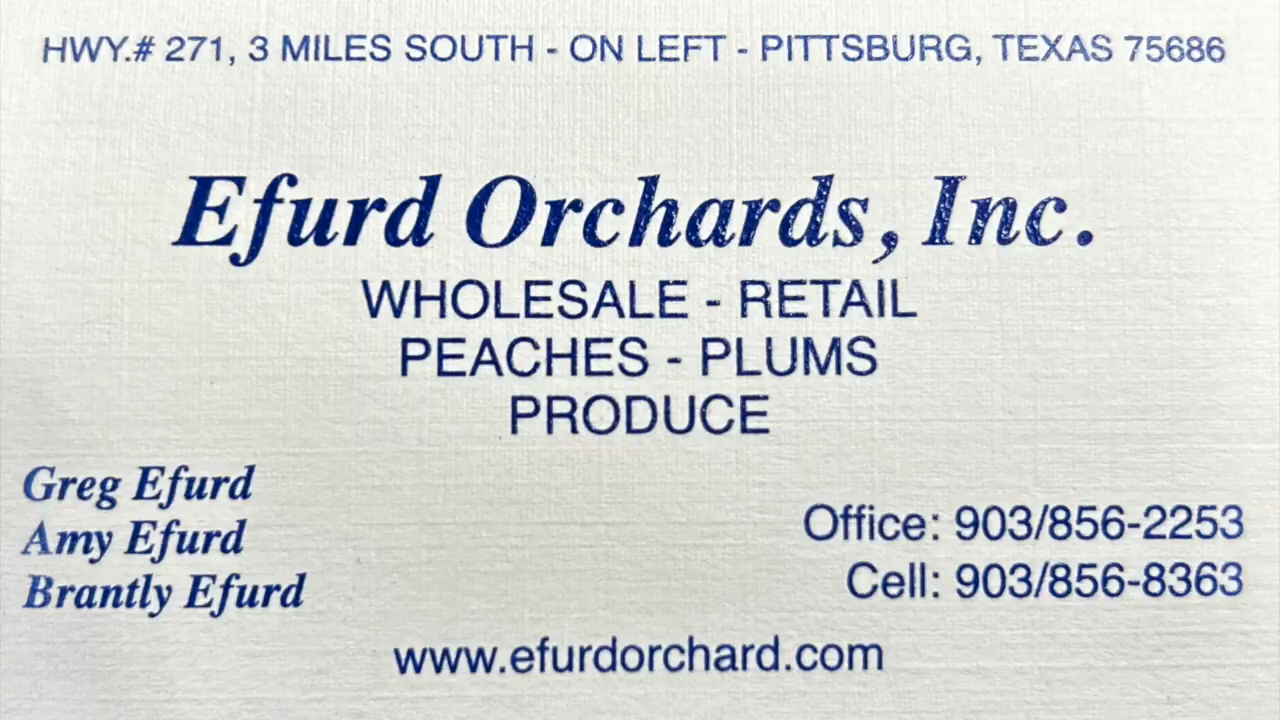 HWY.# 271, 3 MILES SOUTH - ON LEFT - PITTSBURG, TEXAS 75686
Efurd Orchards, Inc.
WHOLESALE - RETAIL
PEACHES - PLUMS
PRODUCE
Greg Efurd
Amy Efurd
Brantly Efurd
Office: 903/856-2253
Cell: 903/856-8363
www.efurdorchard.com